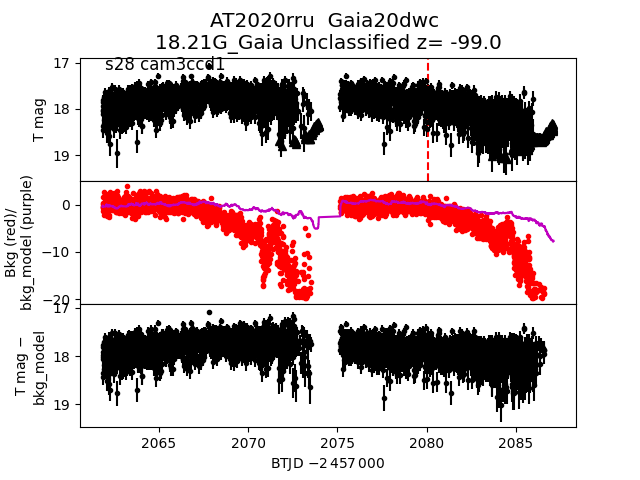 AT2020rru  Gaia20dwc
18.21G_Gaia Unclassified z= -99.0
s28 cam3ccd1
17
18
19
T mag
0
−10
−20
Bkg (red)/
bkg_model (purple)
17
18
19
T mag −
bkg_model
2065
2070
2075
2080
2085
BTJD −2 457 000